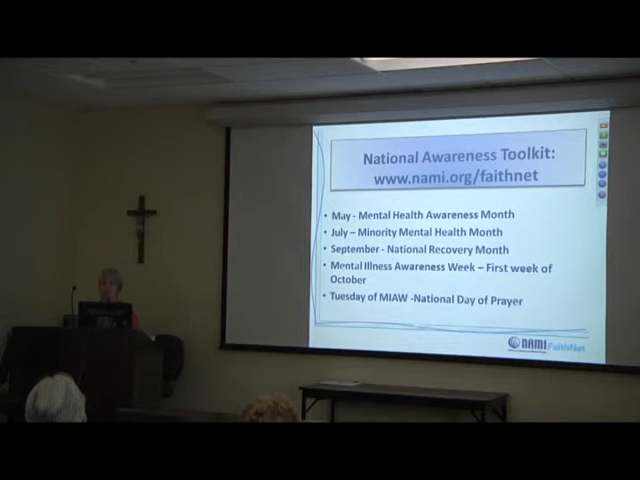 National Awareness Toolkit:
www.nami.org/faithnet
• May - Mental Health Awareness Month
• July – Minority Mental Health Month
• September - National Recovery Month
• Mental Illness Awareness Week – First week of
October
• Tuesday of MIAW -National Day of Prayer
NAMI FaithNet